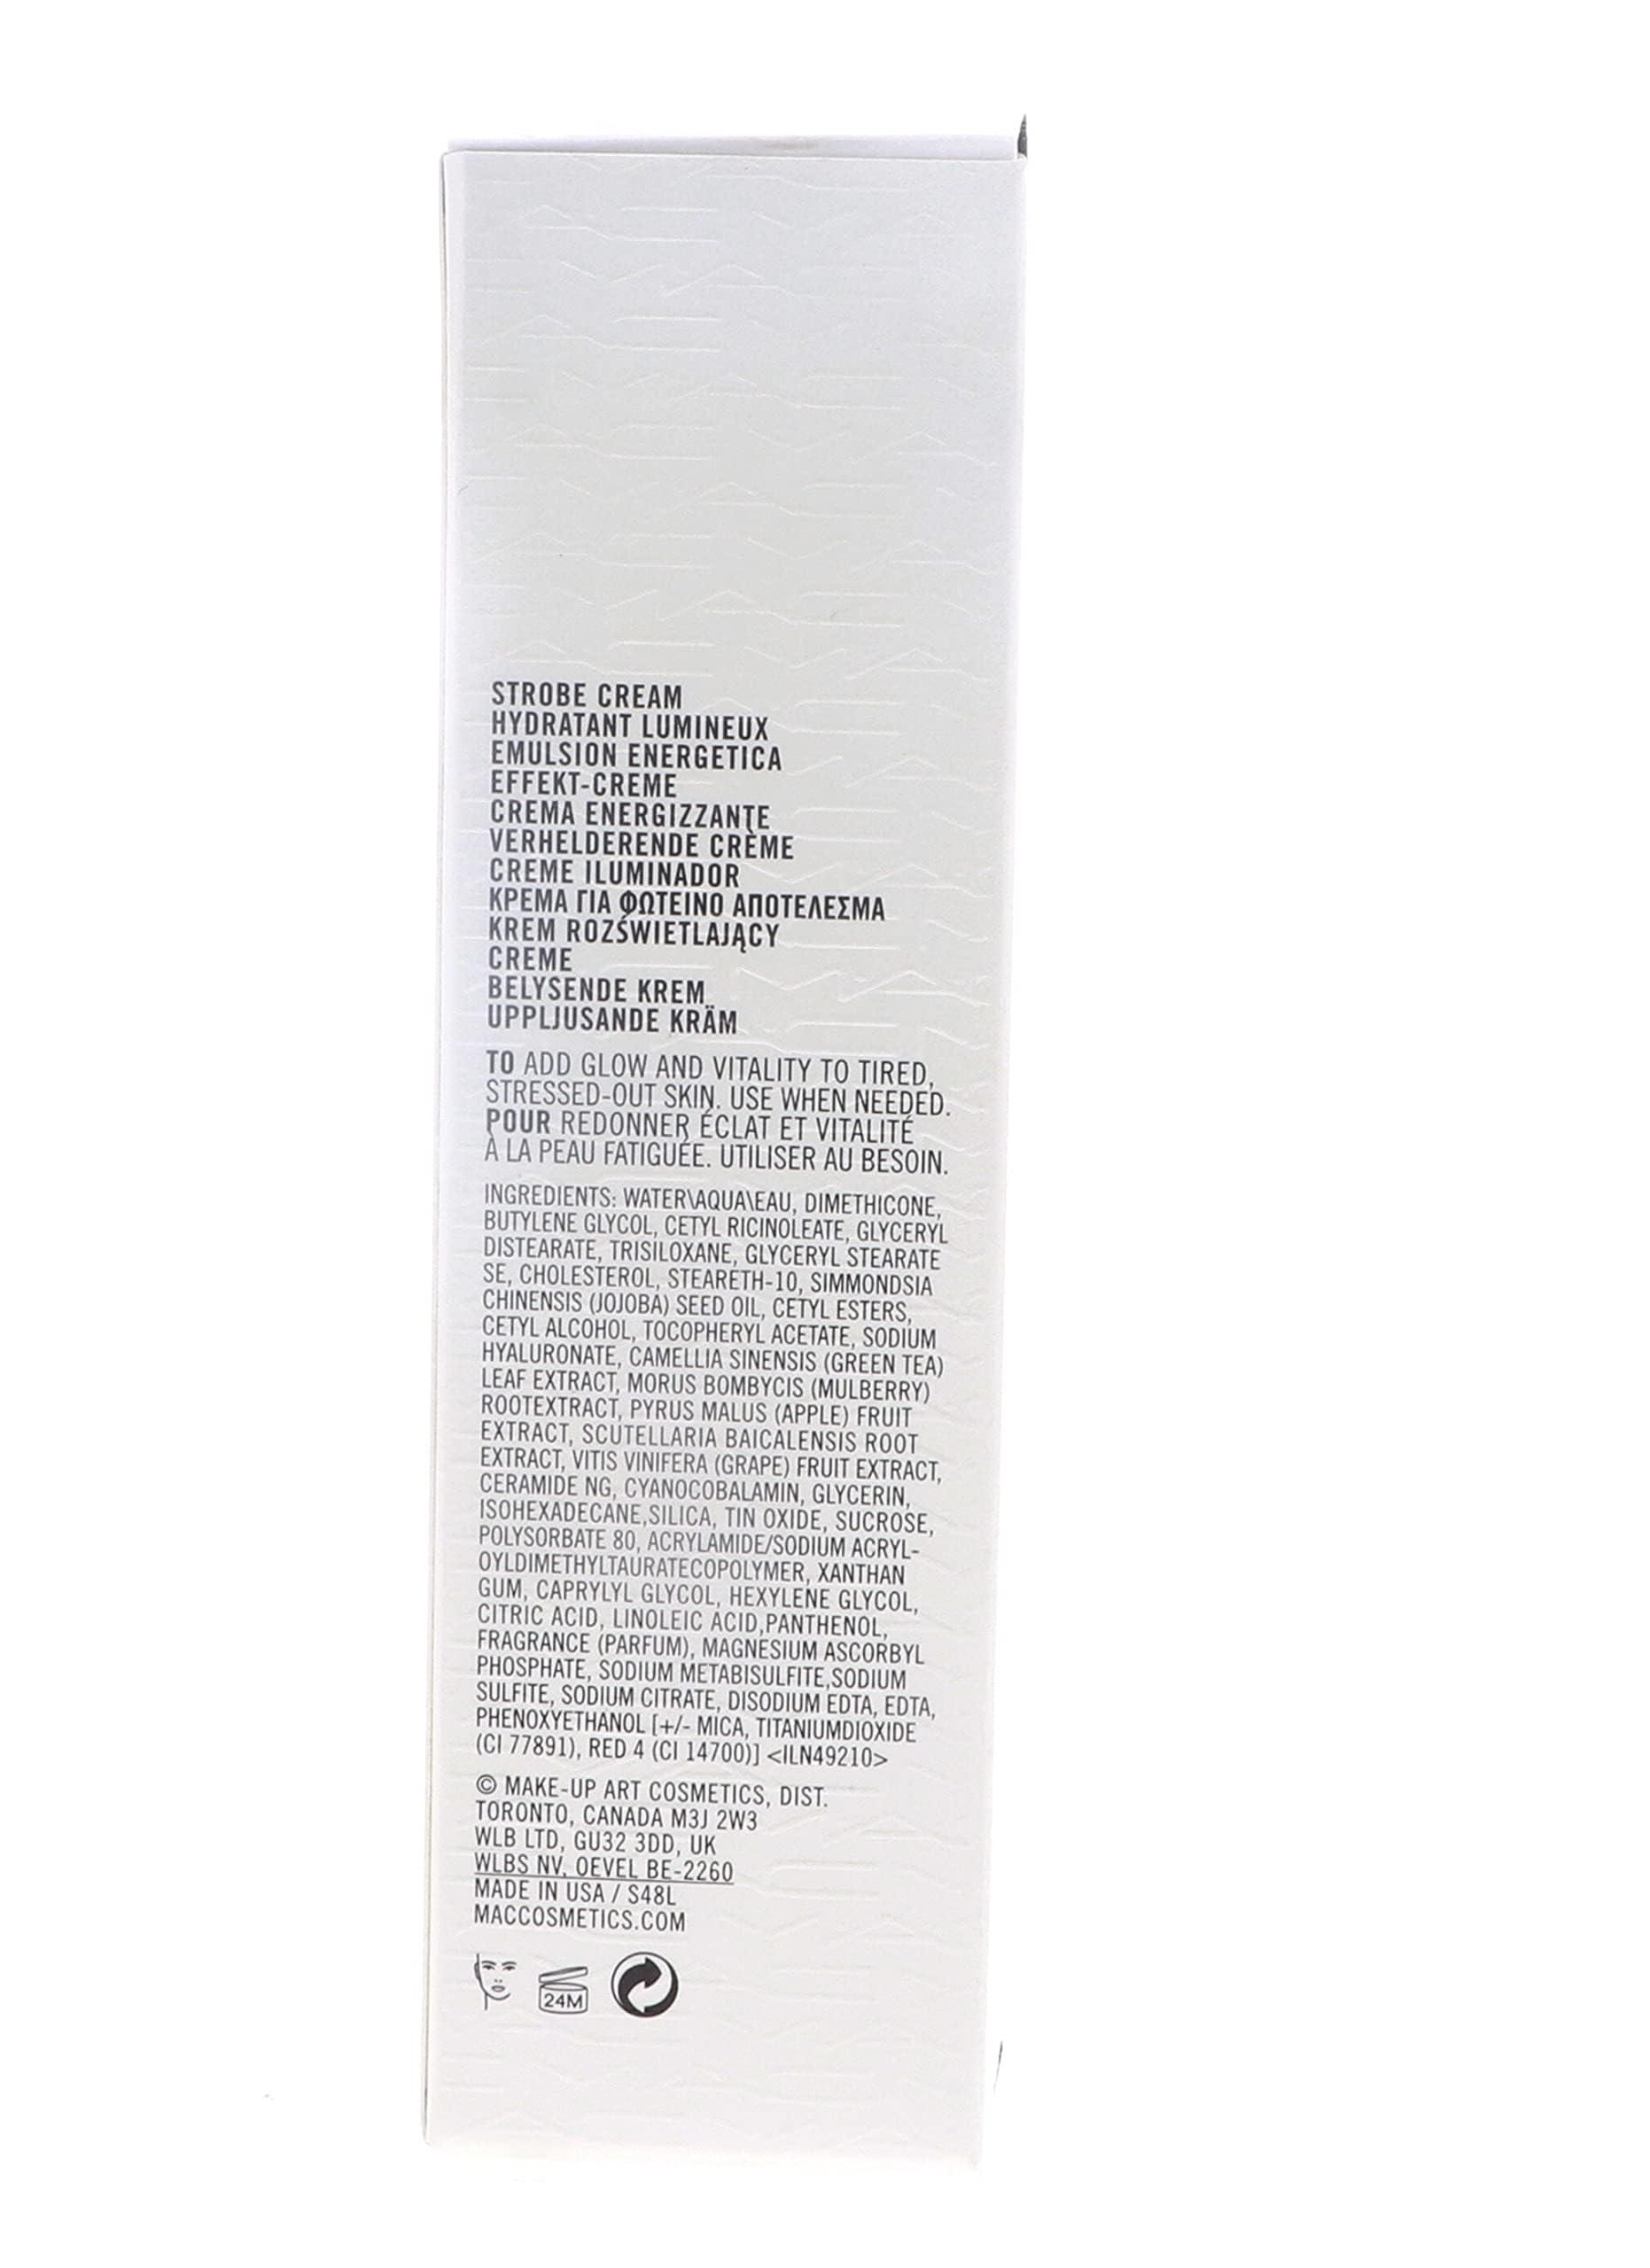 STROBE CREAM
HYDRATANT LUMINEUX
EMULSION ENERGETICA
EFFEKT-CREME
CREMA ENERGIZZANTE
VERHELDERENDE CRÈME
CREME ILUMINADOR
ΚΡΕΜΑ ΓΙΑ ΦΩΤΕΙΝΟ ΑΠΟΤΕΛΕΣΜΑ
KREM ROZŚWIETLAJĄCY
CREME
BELYSENDE KREM
UPPLJUSANDE KRÄM
TO ADD GLOW AND VITALITY TO TIRED,
STRESSED-OUT SKIN. USE WHEN NEEDED.
POUR REDONNER ÉCLAT ET VITALITÉ
À LA PEAU FATIGUÉE. UTILISER AU BESOIN.
INGREDIENTS: WATER\AQUA\EAU, DIMETHICONE,
BUTYLENE GLYCOL, CETYL RICINOLEATE, GLYCERYL
DISTEARATE, TRISILOXANE, GLYCERYL STEARATE
SE, CHOLESTEROL, STEARETH-10, SIMMONDSIA
CHINENSIS (JOJOBA) SEED OIL, CETYL ESTERS,
CETYL ALCOHOL, TOCOPHERYL ACETATE, SODIUM
HYALURONATE, CAMELLIA SINENSIS (GREEN TEA)
LEAF EXTRACT, MORUS BOMBYCIS (MULBERRY)
ROOTEXTRACT, PYRUS MALUS (APPLE) FRUIT
EXTRACT, SCUTELLARIA BAICALENSIS ROOT
EXTRACT, VITIS VINIFERA (GRAPE) FRUIT EXTRACT,
CERAMIDE NG, CYANOCOBALAMIN, GLYCERIN,
ISOHEXADECANE,SILICA, TIN OXIDE, SUCROSE,
POLYSORBATE 80, ACRYLAMIDE/SODIUM ACRYL-
OYLDIMETHYLTAURATECOPOLYMER, XANTHAN
GUM, CAPRYLYL GLYCOL, HEXYLENE GLYCOL,
CITRIC ACID, LINOLEIC ACID,PANTHENOL,
FRAGRANCE (PARFUM), MAGNESIUM ASCORBYL
PHOSPHATE, SODIUM METABISULFITE,SODIUM
SULFITE, SODIUM CITRATE, DISODIUM EDTA, EDTA,
PHENOXYETHANOL [+/- MICA, TITANIUMDIOXIDE
(CI 77891), RED 4 (CI 14700)] <ILN49210>
© MAKE-UP ART COSMETICS, DIST.
TORONTO, CANADA M3J 2W3
WLB LTD, GU32 3DD, UK
WLBS NV, OEVEL BE-2260
MADE IN USA / S48L
MACCOSMETICS.COM
24M